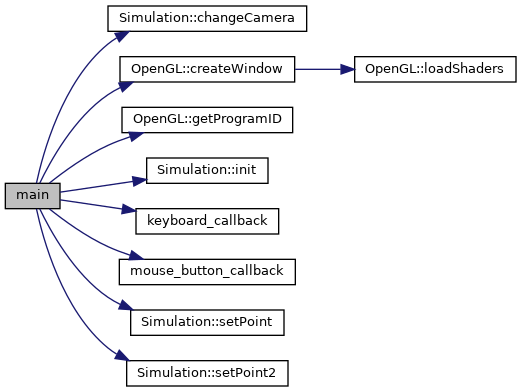 Simulation::changeCamera
OpenGL::createWindow
OpenGL::loadShaders
OpenGL::getProgramID
Simulation::init
main
keyboard_callback
mouse_button_callback
Simulation::setPoint
Simulation::setPoint2